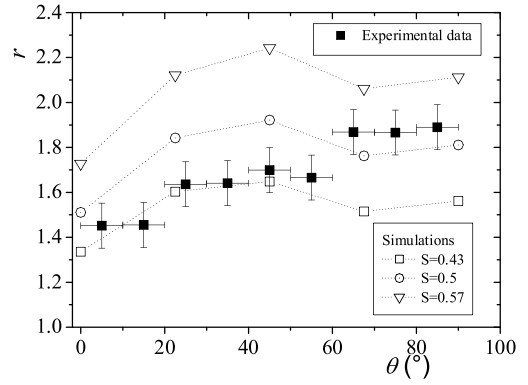 2.4
2.2
2.0
1.8
1.6
1.4
1.2
1.0
r
Experimental data
Simulations
S=0.43
S=0.5
S=0.57
0 20 40 60 80 100
θ (°)